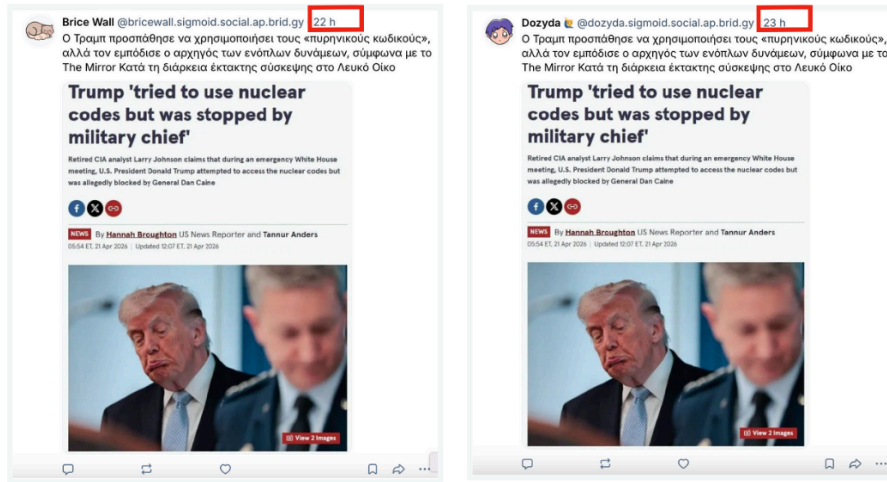 Brice Wall @bricewall.sigmoid.social.ap.brid.gy 22 h
Ο Τραμπ προσπάθησε να χρησιμοποιήσει τους «πυρηνικούς κωδικούς»,
αλλά τον εμπόδισε ο αρχηγός των ενόπλων δυνάμεων, σύμφωνα με το
The Mirror Κατά τη διάρκεια έκτακτης σύσκεψης στο Λευκό Οίκο
Trump 'tried to use nuclear
codes but was stopped by
military chief'
Retired CIA analyst Larry Johnson claims that during an emergency White House
meeting, U.S. President Donald Trump attempted to access the nuclear codes but
was allegedly blocked by General Dan Caine
NEWS By Hannah Broughton US News Reporter and Tannur Anders
05:54 ET, 21 Apr 2026 | Updated 12:07 ET, 21 Apr 2026
View 2 Images
Dozyda @dozyda.sigmoid.social.ap.brid.gy 23 h
Ο Τραμπ προσπάθησε να χρησιμοποιήσει τους «πυρηνικούς κωδικούς»,
αλλά τον εμπόδισε ο αρχηγός των ενόπλων δυνάμεων, σύμφωνα με το
The Mirror Κατά τη διάρκεια έκτακτης σύσκεψης στο Λευκό Οίκο
Trump 'tried to use nuclear
codes but was stopped by
military chief'
Retired CIA analyst Larry Johnson claims that during an emergency White House
meeting, U.S. President Donald Trump attempted to access the nuclear codes but
was allegedly blocked by General Dan Caine
NEWS By Hannah Broughton US News Reporter and Tannur Anders
05:54 ET, 21 Apr 2026 | Updated 12:07 ET, 21 Apr 2026
View 2 Images